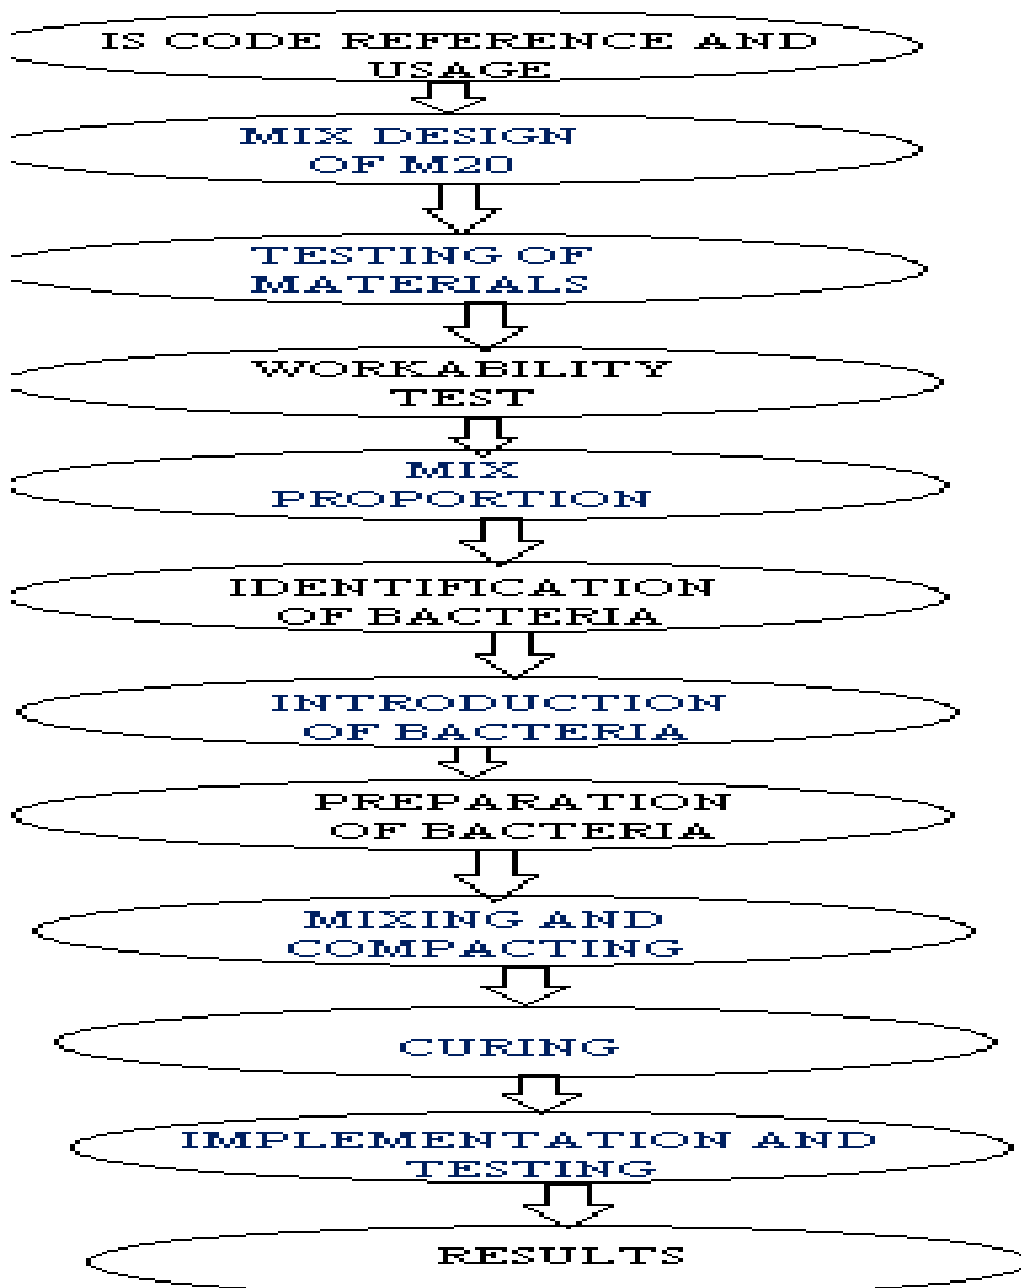 IS CODE REFERENCE AND
USAGE
MIX DESIGN
OF M20
TESTING OF
MATERIALS
WORKABILITY
TEST
MIX
PROPORTION
IDENTIFICATION
OF BACTERIA
INTRODUCTION
OF BACTERIA
PREPARATION
OF BACTERIA
MIXING AND
COMPACTING
CURING
IMPLEMENTATION AND
TESTING
RESULTS